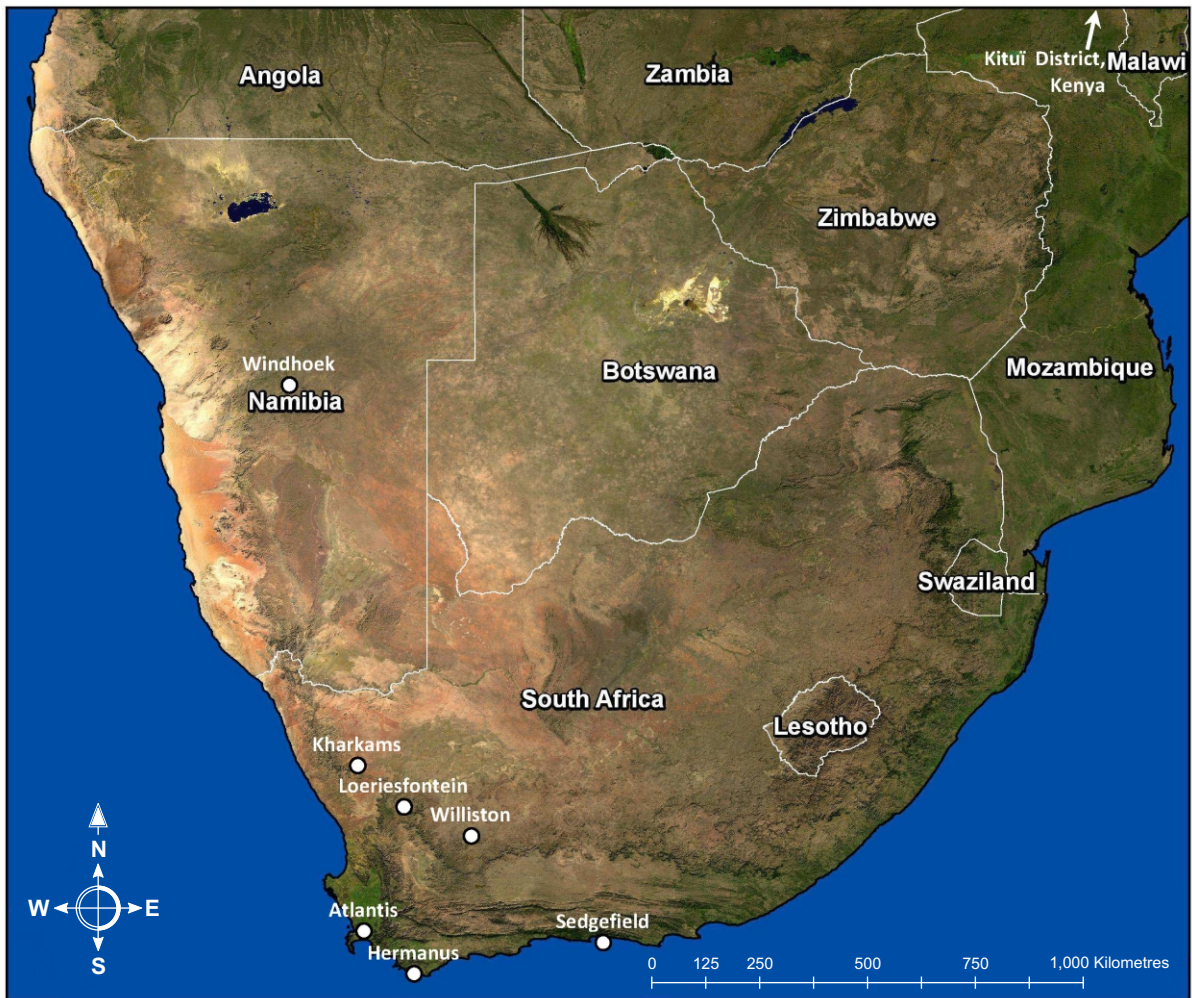 Angola
Zambia
Kituï District,
Kenya
Malawi
Zimbabwe
Windhoek
Namibia
Botswana
Mozambique
Swaziland
South Africa
Lesotho
Kharkams
Loeriesfontein
Williston
N
W E
S
Atlantis
Sedgefield
Hermanus
0 125 250 500 750 1,000 Kilometres